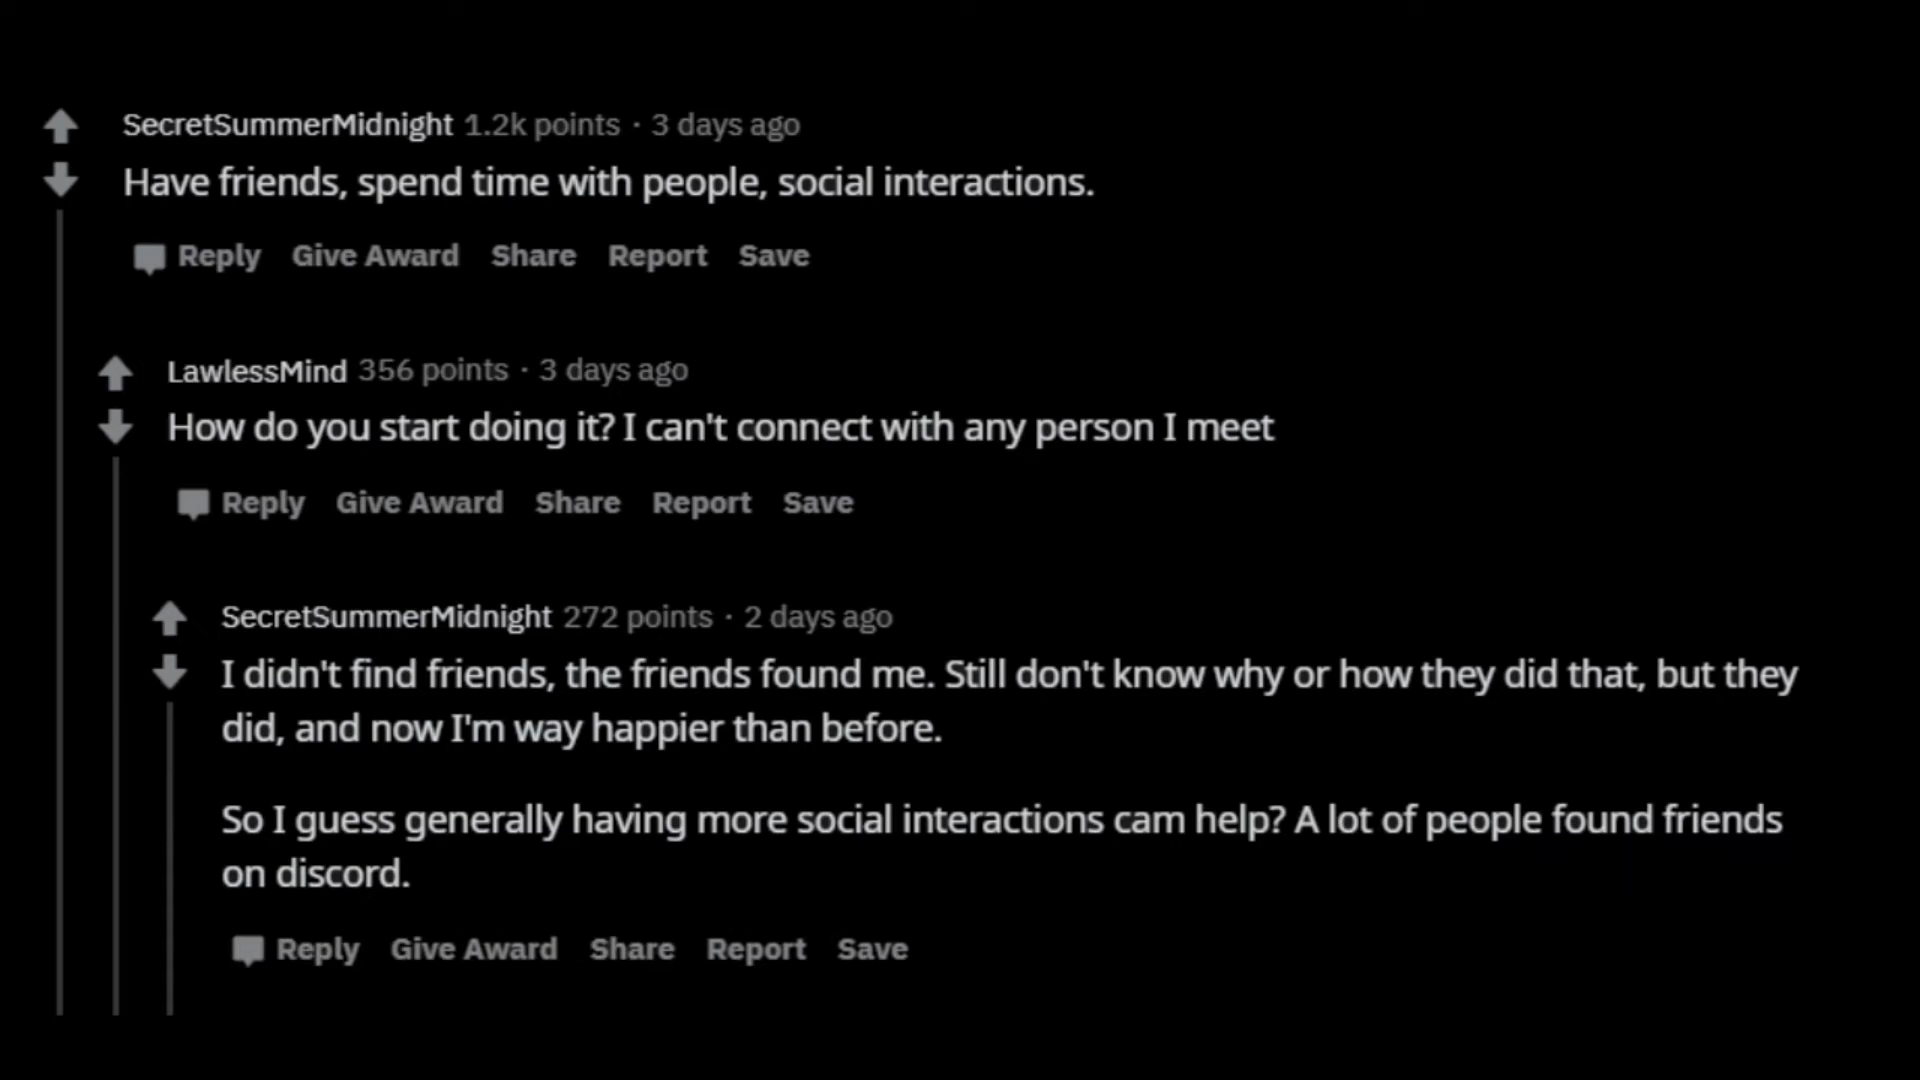 SecretSummerMidnight 1.2k points · 3 days ago
Have friends, spend time with people, social interactions.
Reply Give Award Share Report Save
LawlessMind 356 points · 3 days ago
How do you start doing it? I can't connect with any person I meet
Reply Give Award Share Report Save
SecretSummerMidnight 272 points · 2 days ago
I didn't find friends, the friends found me. Still don't know why or how they did that, but they
did, and now I'm way happier than before.
So I guess generally having more social interactions cam help? A lot of people found friends
on discord.
Reply Give Award Share Report Save